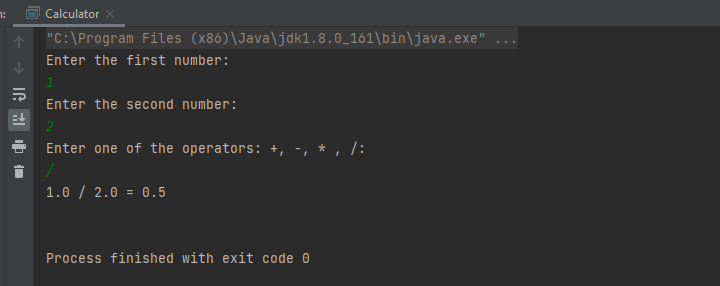 n:
Calculator
"C:\Program Files (x86)\Java\jdk1.8.0_161\bin\java.exe" ...
Enter the first number:
1
Enter the second number:
2
Enter one of the operators: +, -, * , /:
/
1.0 / 2.0 = 0.5
Process finished with exit code 0